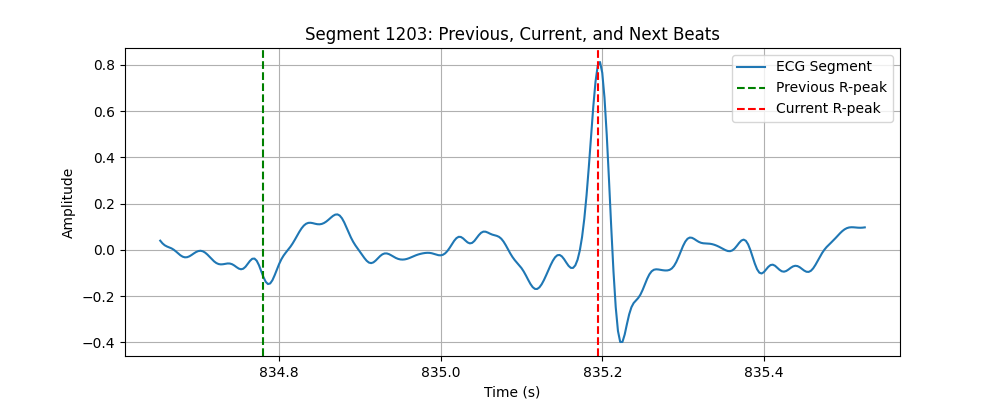 Segment 1203: Previous, Current, and Next Beats
ECG Segment
Previous R-peak
Current R-peak
Amplitude
0.8
0.6
0.4
0.2
0.0
−0.2
−0.4
834.8
835.0
835.2
835.4
Time (s)